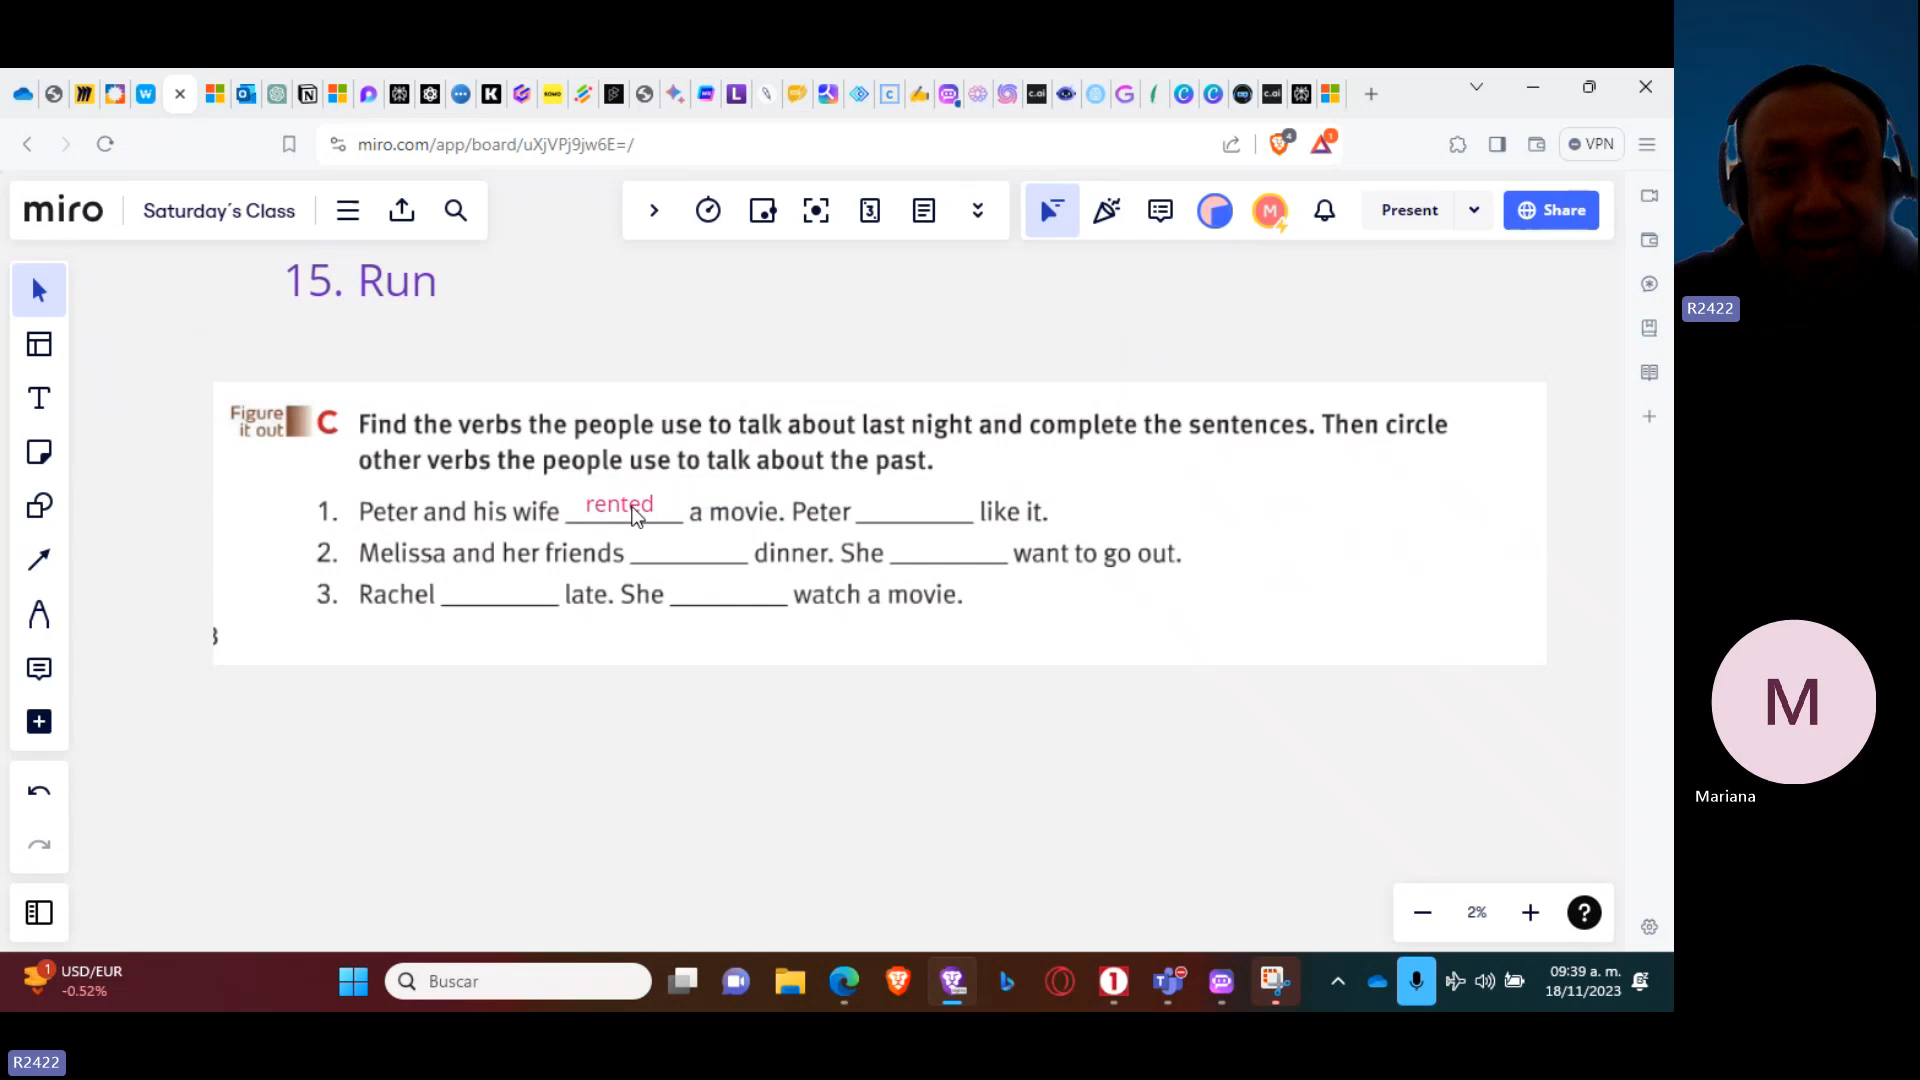 miro.com/app/board/uXjVPj9jw6E=/
4
1
VPN
miro
Saturday´s Class
3
M
Present
Share
R2422
15. Run
Figure it out
C Find the verbs the people use to talk about last night and complete the sentences. Then circle
other verbs the people use to talk about the past.
1. Peter and his wife rented a movie. Peter ________ like it.
2. Melissa and her friends ________ dinner. She ________ want to go out.
3. Rachel ________ late. She ________ watch a movie.
M
Mariana
2%
1
USD/EUR
-0.52%
Buscar
09:39 a. m.
18/11/2023
R2422